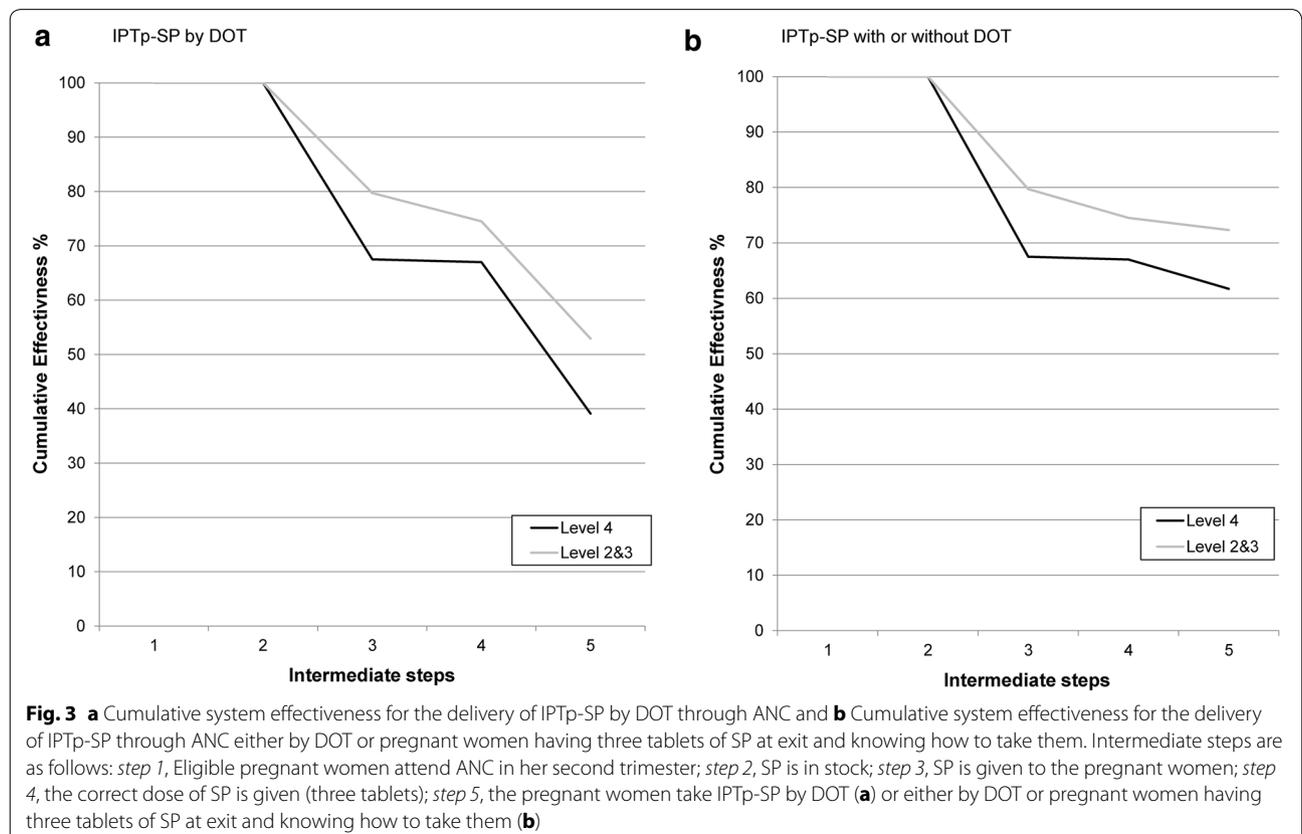 a IPTp-SP by DOT
Cumulative Effectivness %
100
90
80
70
60
50
40
30
20
10
0
Level 4
Level 2&3
1 2 3 4 5
Intermediate steps
b IPTp-SP with or without DOT
Cumulative Effectivness %
100
90
80
70
60
50
40
30
20
10
0
Level 4
Level 2&3
1 2 3 4 5
Intermediate steps
Fig. 3 a Cumulative system effectiveness for the delivery of IPTp-SP by DOT through ANC and b Cumulative system effectiveness for the delivery
of IPTp-SP through ANC either by DOT or pregnant women having three tablets of SP at exit and knowing how to take them. Intermediate steps are
as follows: step 1, Eligible pregnant women attend ANC in her second trimester; step 2, SP is in stock; step 3, SP is given to the pregnant women; step
4, the correct dose of SP is given (three tablets); step 5, the pregnant women take IPTp-SP by DOT (a) or either by DOT or pregnant women having
three tablets of SP at exit and knowing how to take them (b)